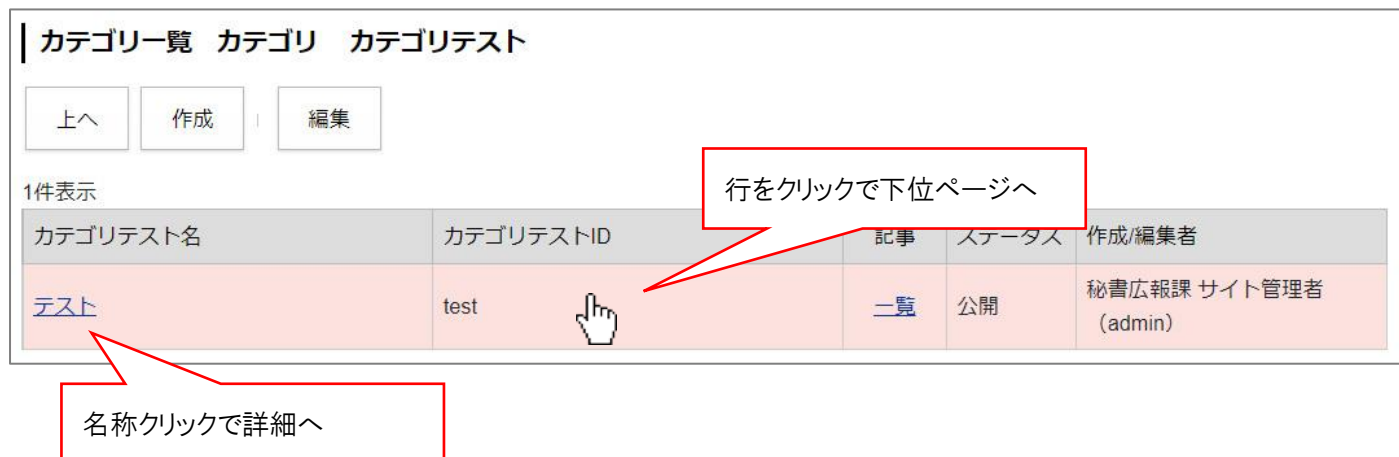 カテゴリ一覧 カテゴリ カテゴリテスト
上へ 作成 編集
行をクリックで下位ページへ
1件表示
カテゴリテスト名 カテゴリテストID 記事 ステータス 作成/編集者
テスト test 一覧 公開 秘書広報課 サイト管理者
（admin）
名称クリックで詳細へ